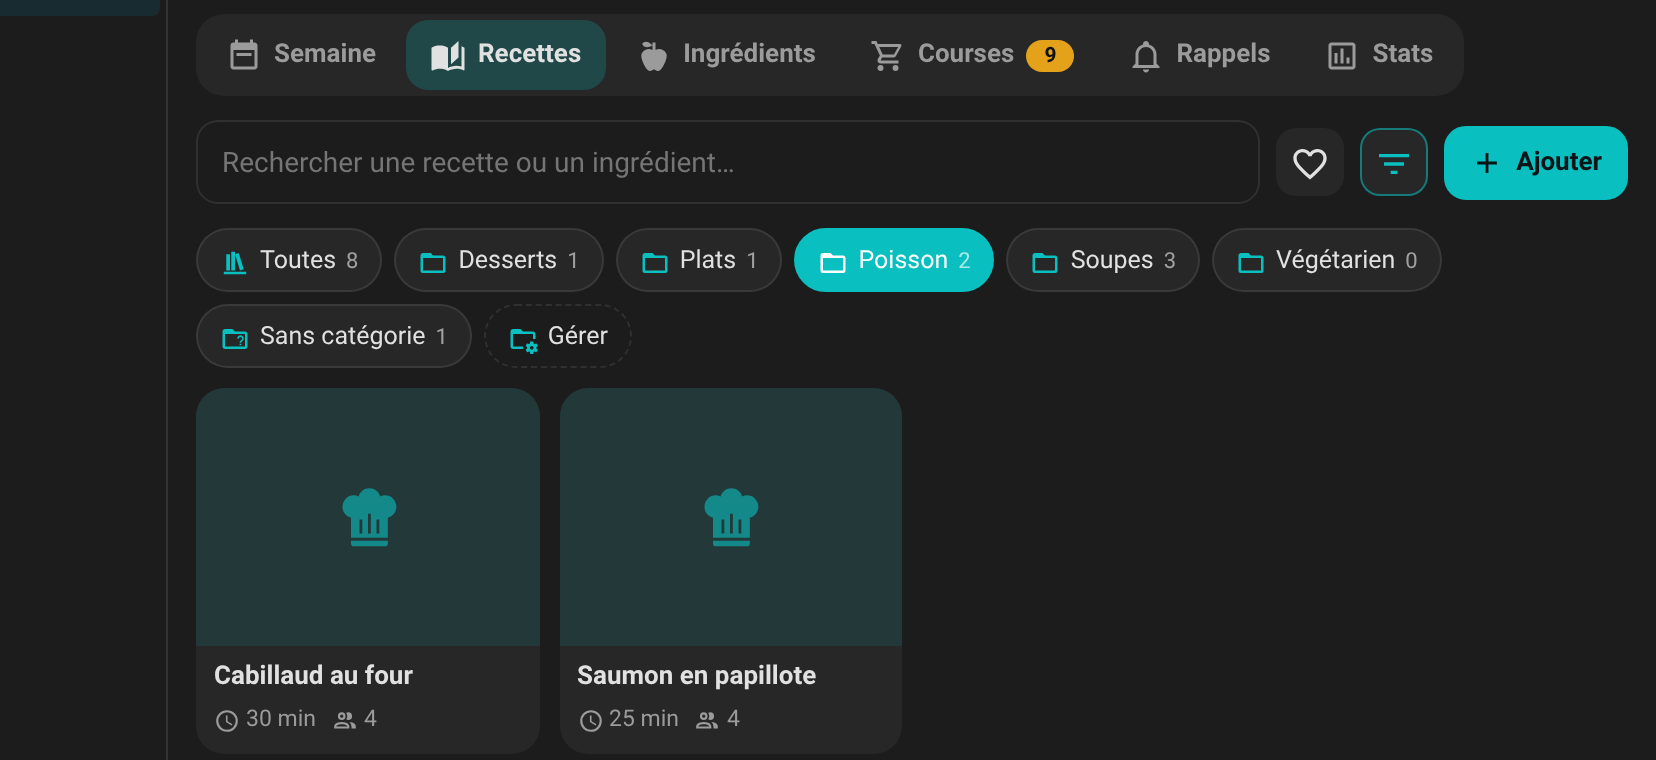 Semaine Recettes Ingrédients Courses 9 Rappels Stats
Rechercher une recette ou un ingrédient...
Ajouter
Toutes 8 Desserts 1 Plats 1 Poisson 2 Soupes 3 Végétarien 0
Sans catégorie 1 Gérer
Cabillaud au four
30 min 4
Saumon en papillote
25 min 4